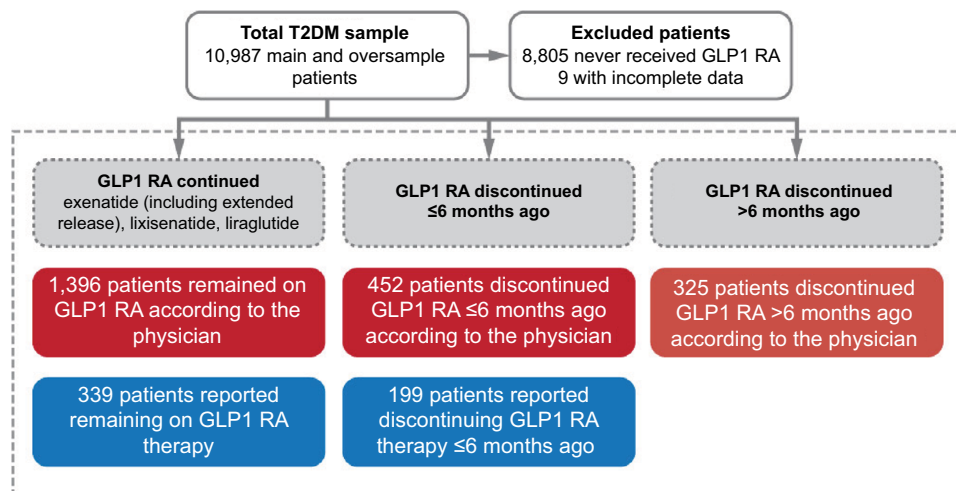 Total T2DM sample
10,987 main and oversample
patients
Excluded patients
8,805 never received GLP1 RA
9 with incomplete data
GLP1 RA continued
exenatide (including extended
release), lixisenatide, liraglutide
GLP1 RA discontinued
≤6 months ago
GLP1 RA discontinued
>6 months ago
1,396 patients remained on
GLP1 RA according to the
physician
452 patients discontinued
GLP1 RA ≤6 months ago
according to the physician
325 patients discontinued
GLP1 RA >6 months ago
according to the physician
339 patients reported
remaining on GLP1 RA
therapy
199 patients reported
discontinuing GLP1 RA
therapy ≤6 months ago